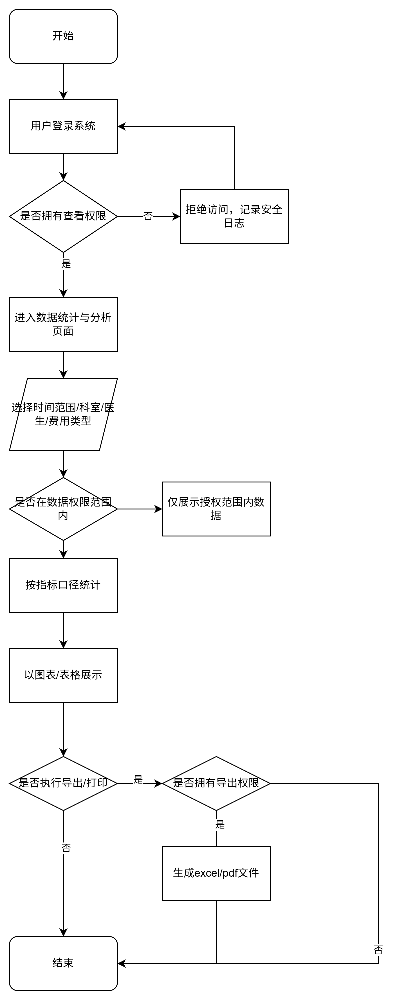 开始
用户登录系统
是否拥有查看权限
否
拒绝访问，记录安全
日志
是
进入数据统计与分析
页面
选择时间范围/科室/医
生/费用类型
是否在数据权限范围
内
仅展示授权范围内数
据
按指标口径统计
以图表/表格展示
是否执行导出/打印
是
是否拥有导出权限
是
否
生成excel/pdf文件
否
结束